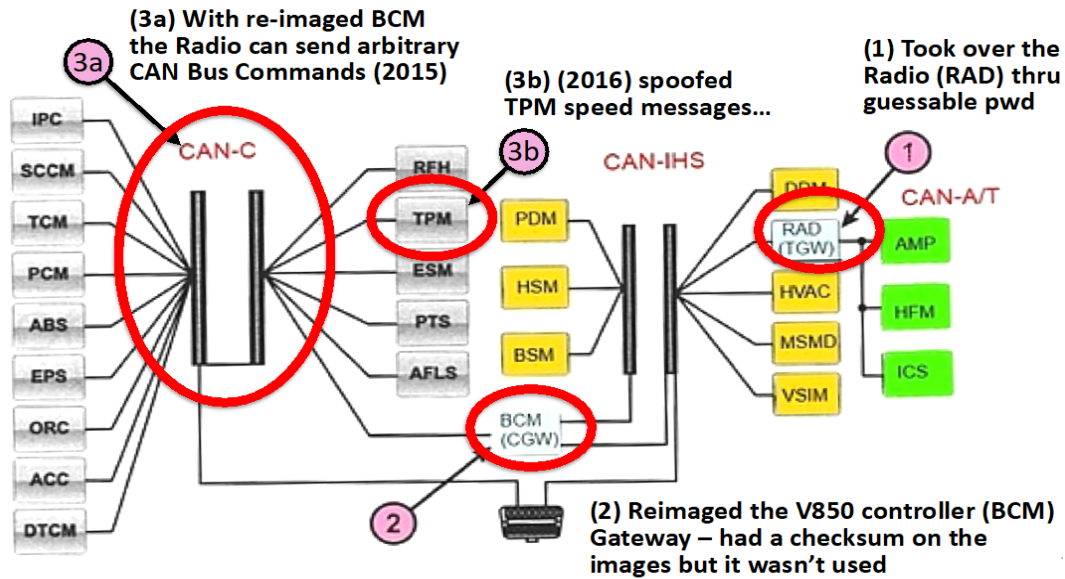 (3a) With re-imaged BCM
the Radio can send arbitrary
CAN Bus Commands (2015)
3a
(3b) (2016) spoofed
TPM speed messages…
3b
(1) Took over the
Radio (RAD) thru
guessable pwd
1
CAN-C
IPC
SCCM
TCM
PCM
ABS
EPS
ORC
ACC
DTCM
RFH
TPM
ESM
PTS
AFLS
CAN-IHS
PDM
HSM
BSM
BCM
(CGW)
2
DDM
RAD
(TGW)
HVAC
MSMD
VSIM
CAN-A/T
AMP
HFM
ICS
(2) Reimaged the V850 controller (BCM)
Gateway – had a checksum on the
images but it wasn’t used